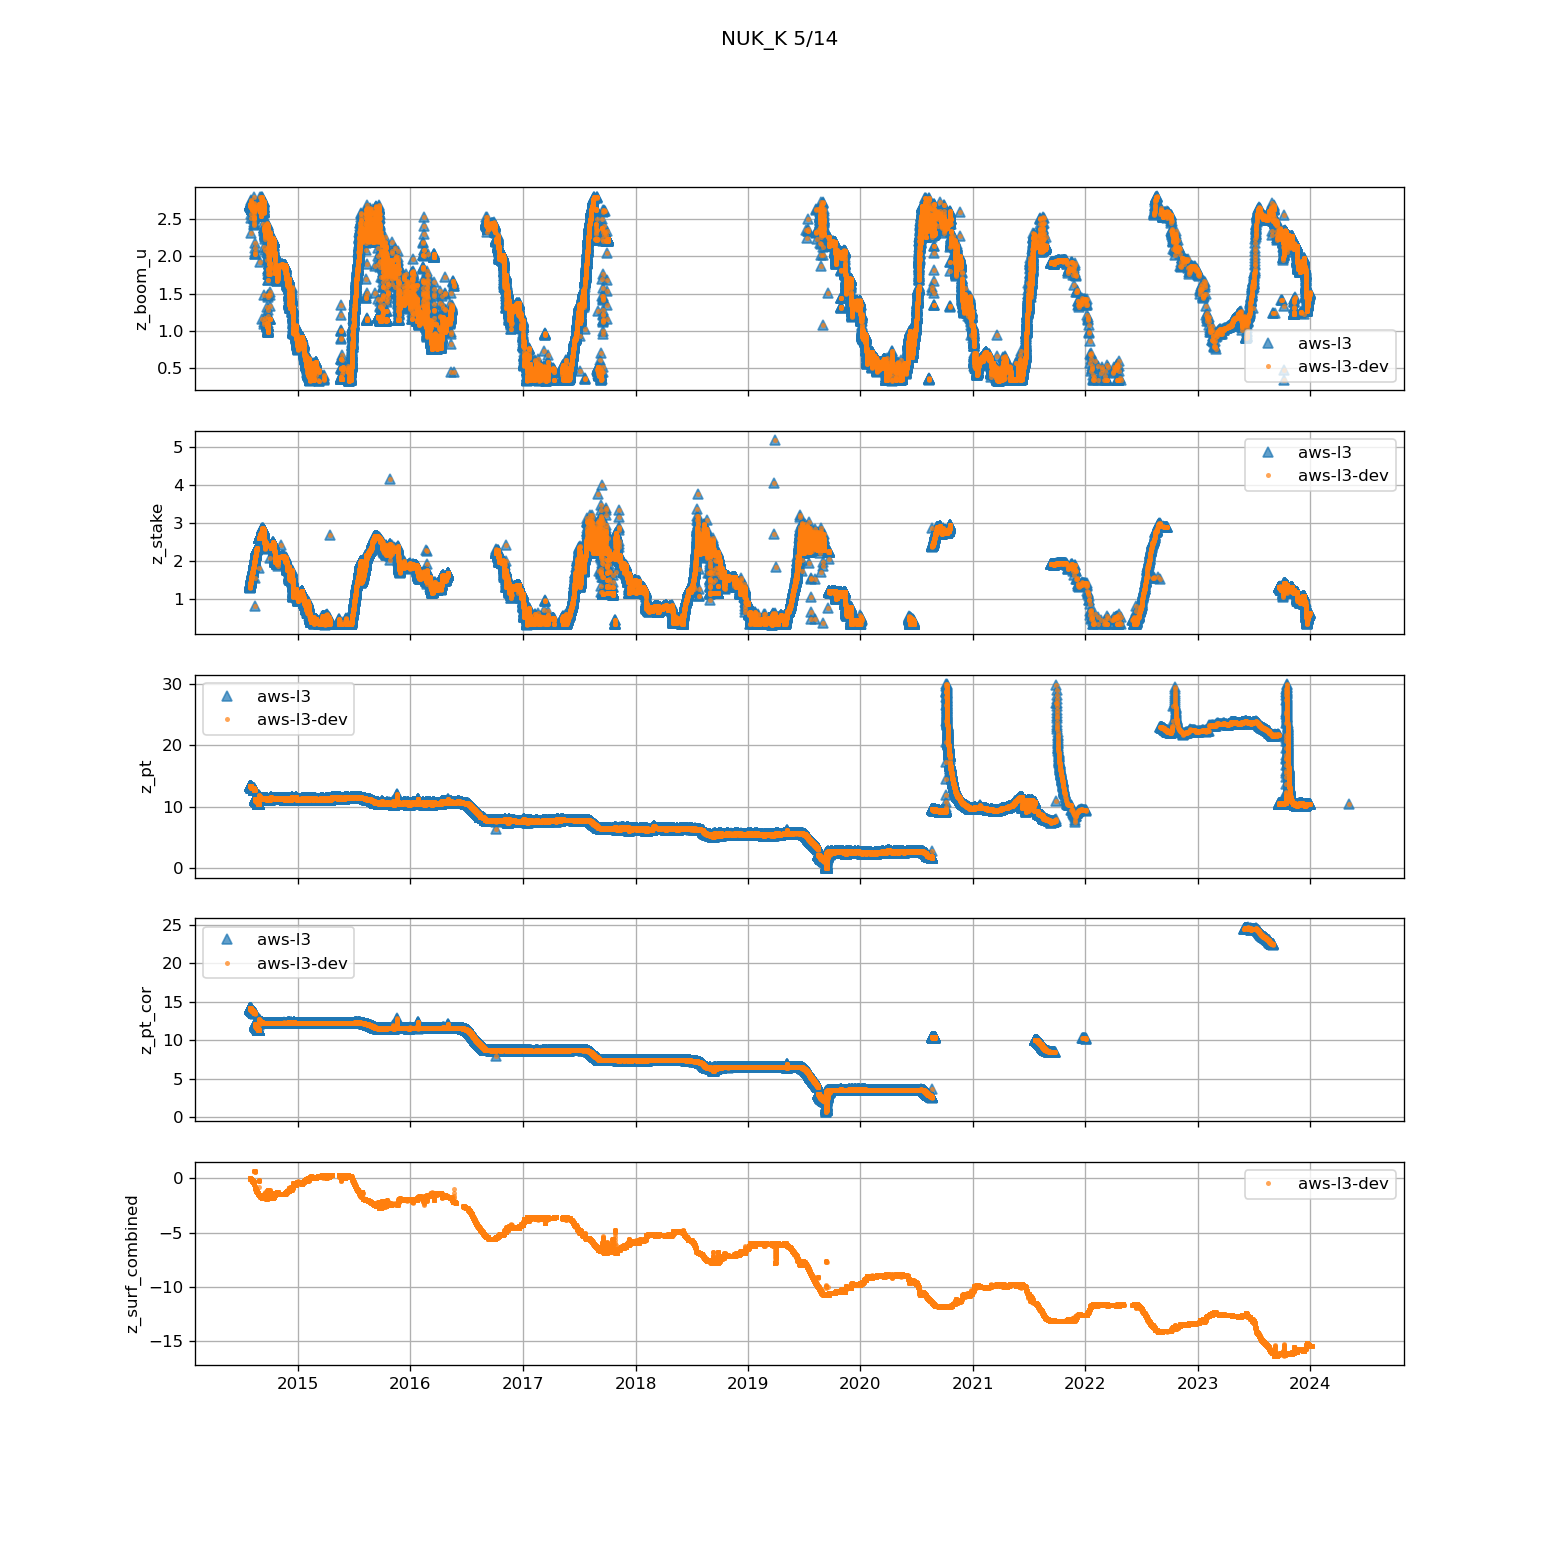 NUK_K 5/14
z_boom_u
2.5
2.0
1.5
1.0
0.5
aws-l3
aws-l3-dev
z_stake
5
4
3
2
1
aws-l3
aws-l3-dev
z_pt
30
20
10
0
aws-l3
aws-l3-dev
z_pt_cor
25
20
15
10
5
0
aws-l3
aws-l3-dev
z_surf_combined
0
−5
−10
−15
aws-l3-dev
2015 2016 2017 2018 2019 2020 2021 2022 2023 2024